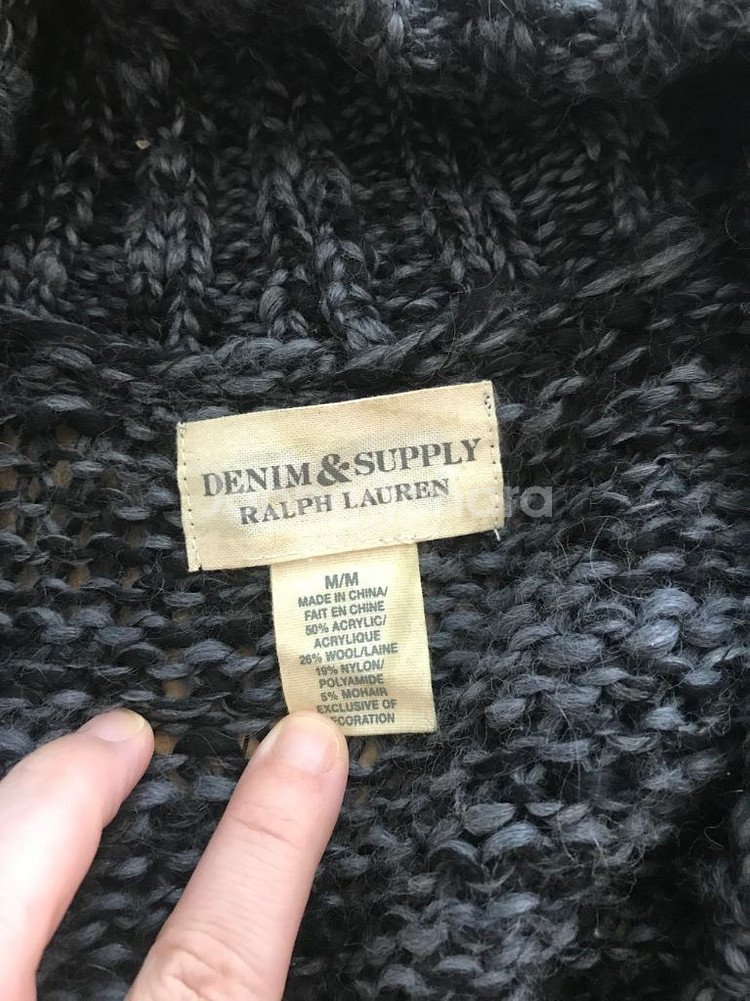 DENIM & SUPPLY
RALPH LAUREN
M/M
MADE IN CHINA/
FAIT EN CHINE
50% ACRYLIC/
ACRYLIQUE
26% WOOL/LAINE
19% NYLON/
POLYAMIDE
5% MOHAIR
EXCLUSIVE OF
ECORATION